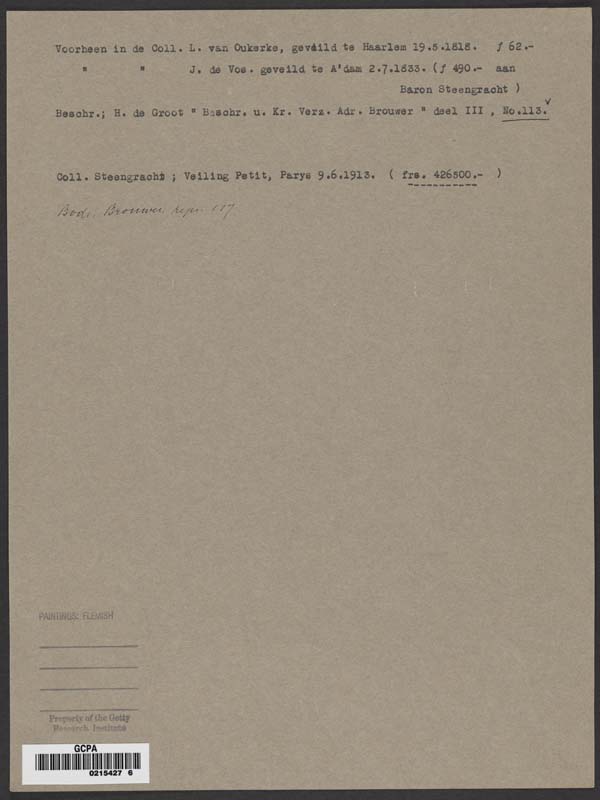 Voorheen in de Coll. L. van Oukerke, geveild te Haarlem 19.5.1818. ƒ 62.-
" " J. de Vos. geveild te A'dam 2.7.1833. (ƒ 490.- aan
Baron Steengracht )
Beschr.; H. de Groot " Beschr. u. Kr. Verz. Adr. Brouwer " deel III , No.113.
Coll. Steengracht ; Veiling Petit, Parys 9.6.1913. ( frs. 426500.- )
Bode, Brouwer repr. 117
PAINTINGS: FLEMISH
Property of the Getty
Research Institute
GCPA
0215427 6